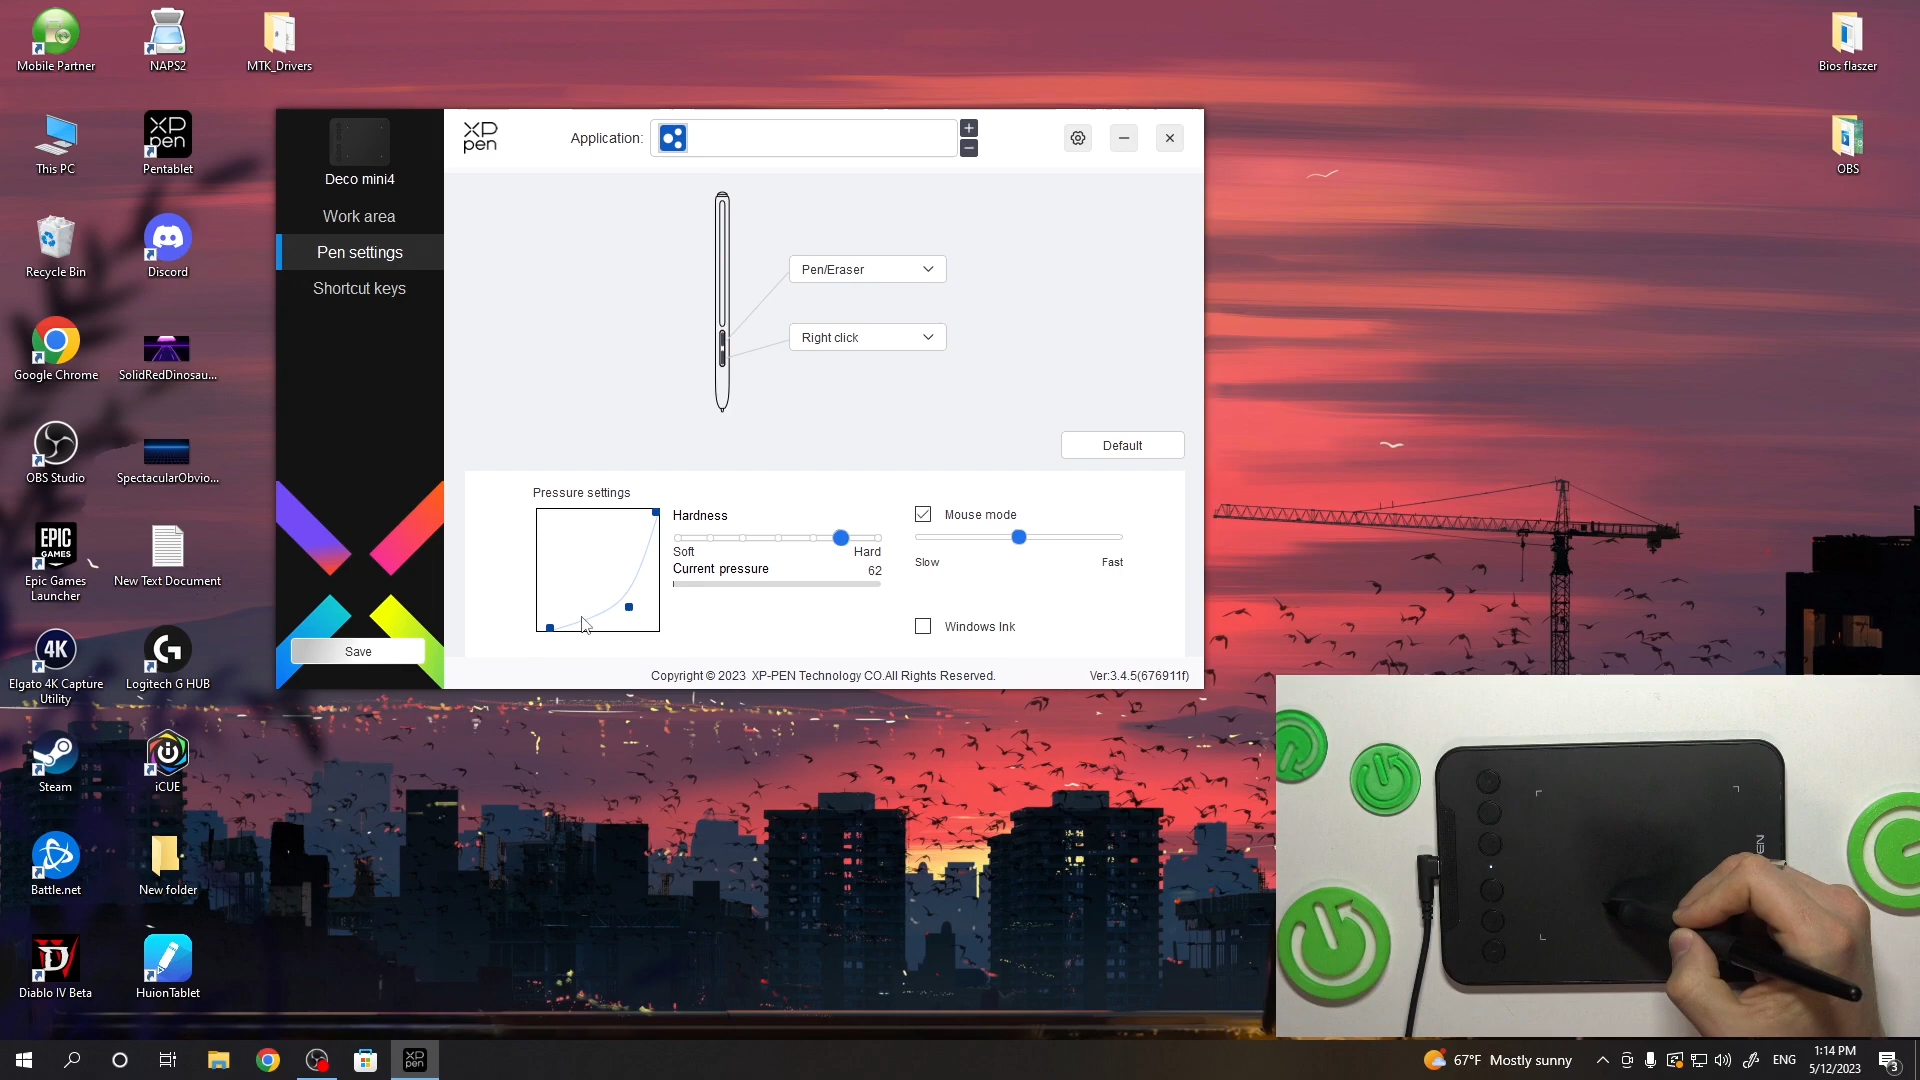 Mobile Partner
NAPS2
MTK_Drivers
Bios flaszer
This PC
XP
pen
Pentablet
OBS
Recycle Bin
Discord
Google Chrome
SolidRedDinosau...
OBS Studio
SpectacularObvio...
EPIC
GAMES
Epic Games
Launcher
New Text Document
4K
Elgato 4K Capture
Utility
Logitech G HUB
Steam
iCUE
Battle.net
New folder
Diablo IV Beta
HuionTablet
XP
pen
Application:
Deco mini4
Work area
Pen settings
Shortcut keys
Pen/Eraser
Right click
Default
Pressure settings
Hardness
Soft
Hard
Current pressure
62
Mouse mode
Slow
Fast
Windows Ink
Save
Copyright © 2023 XP-PEN Technology CO.All Rights Reserved.
Ver:3.4.5(676911f)
XP
pen
67°F Mostly sunny
ENG
1:14 PM
5/12/2023
3